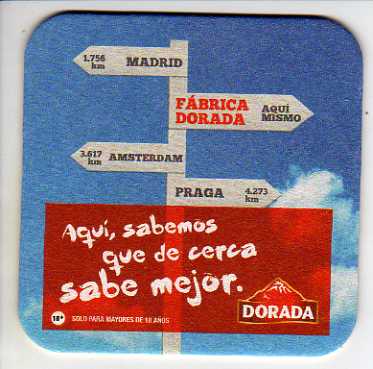 1.756 km MADRID
FÁBRICA DORADA AQUÍ MISMO
3.617 km AMSTERDAM
PRAGA 4.273 km
Aquí, sabemos
que de cerca
sabe mejor.
18+ SOLO PARA MAYORES DE 18 AÑOS
DORADA